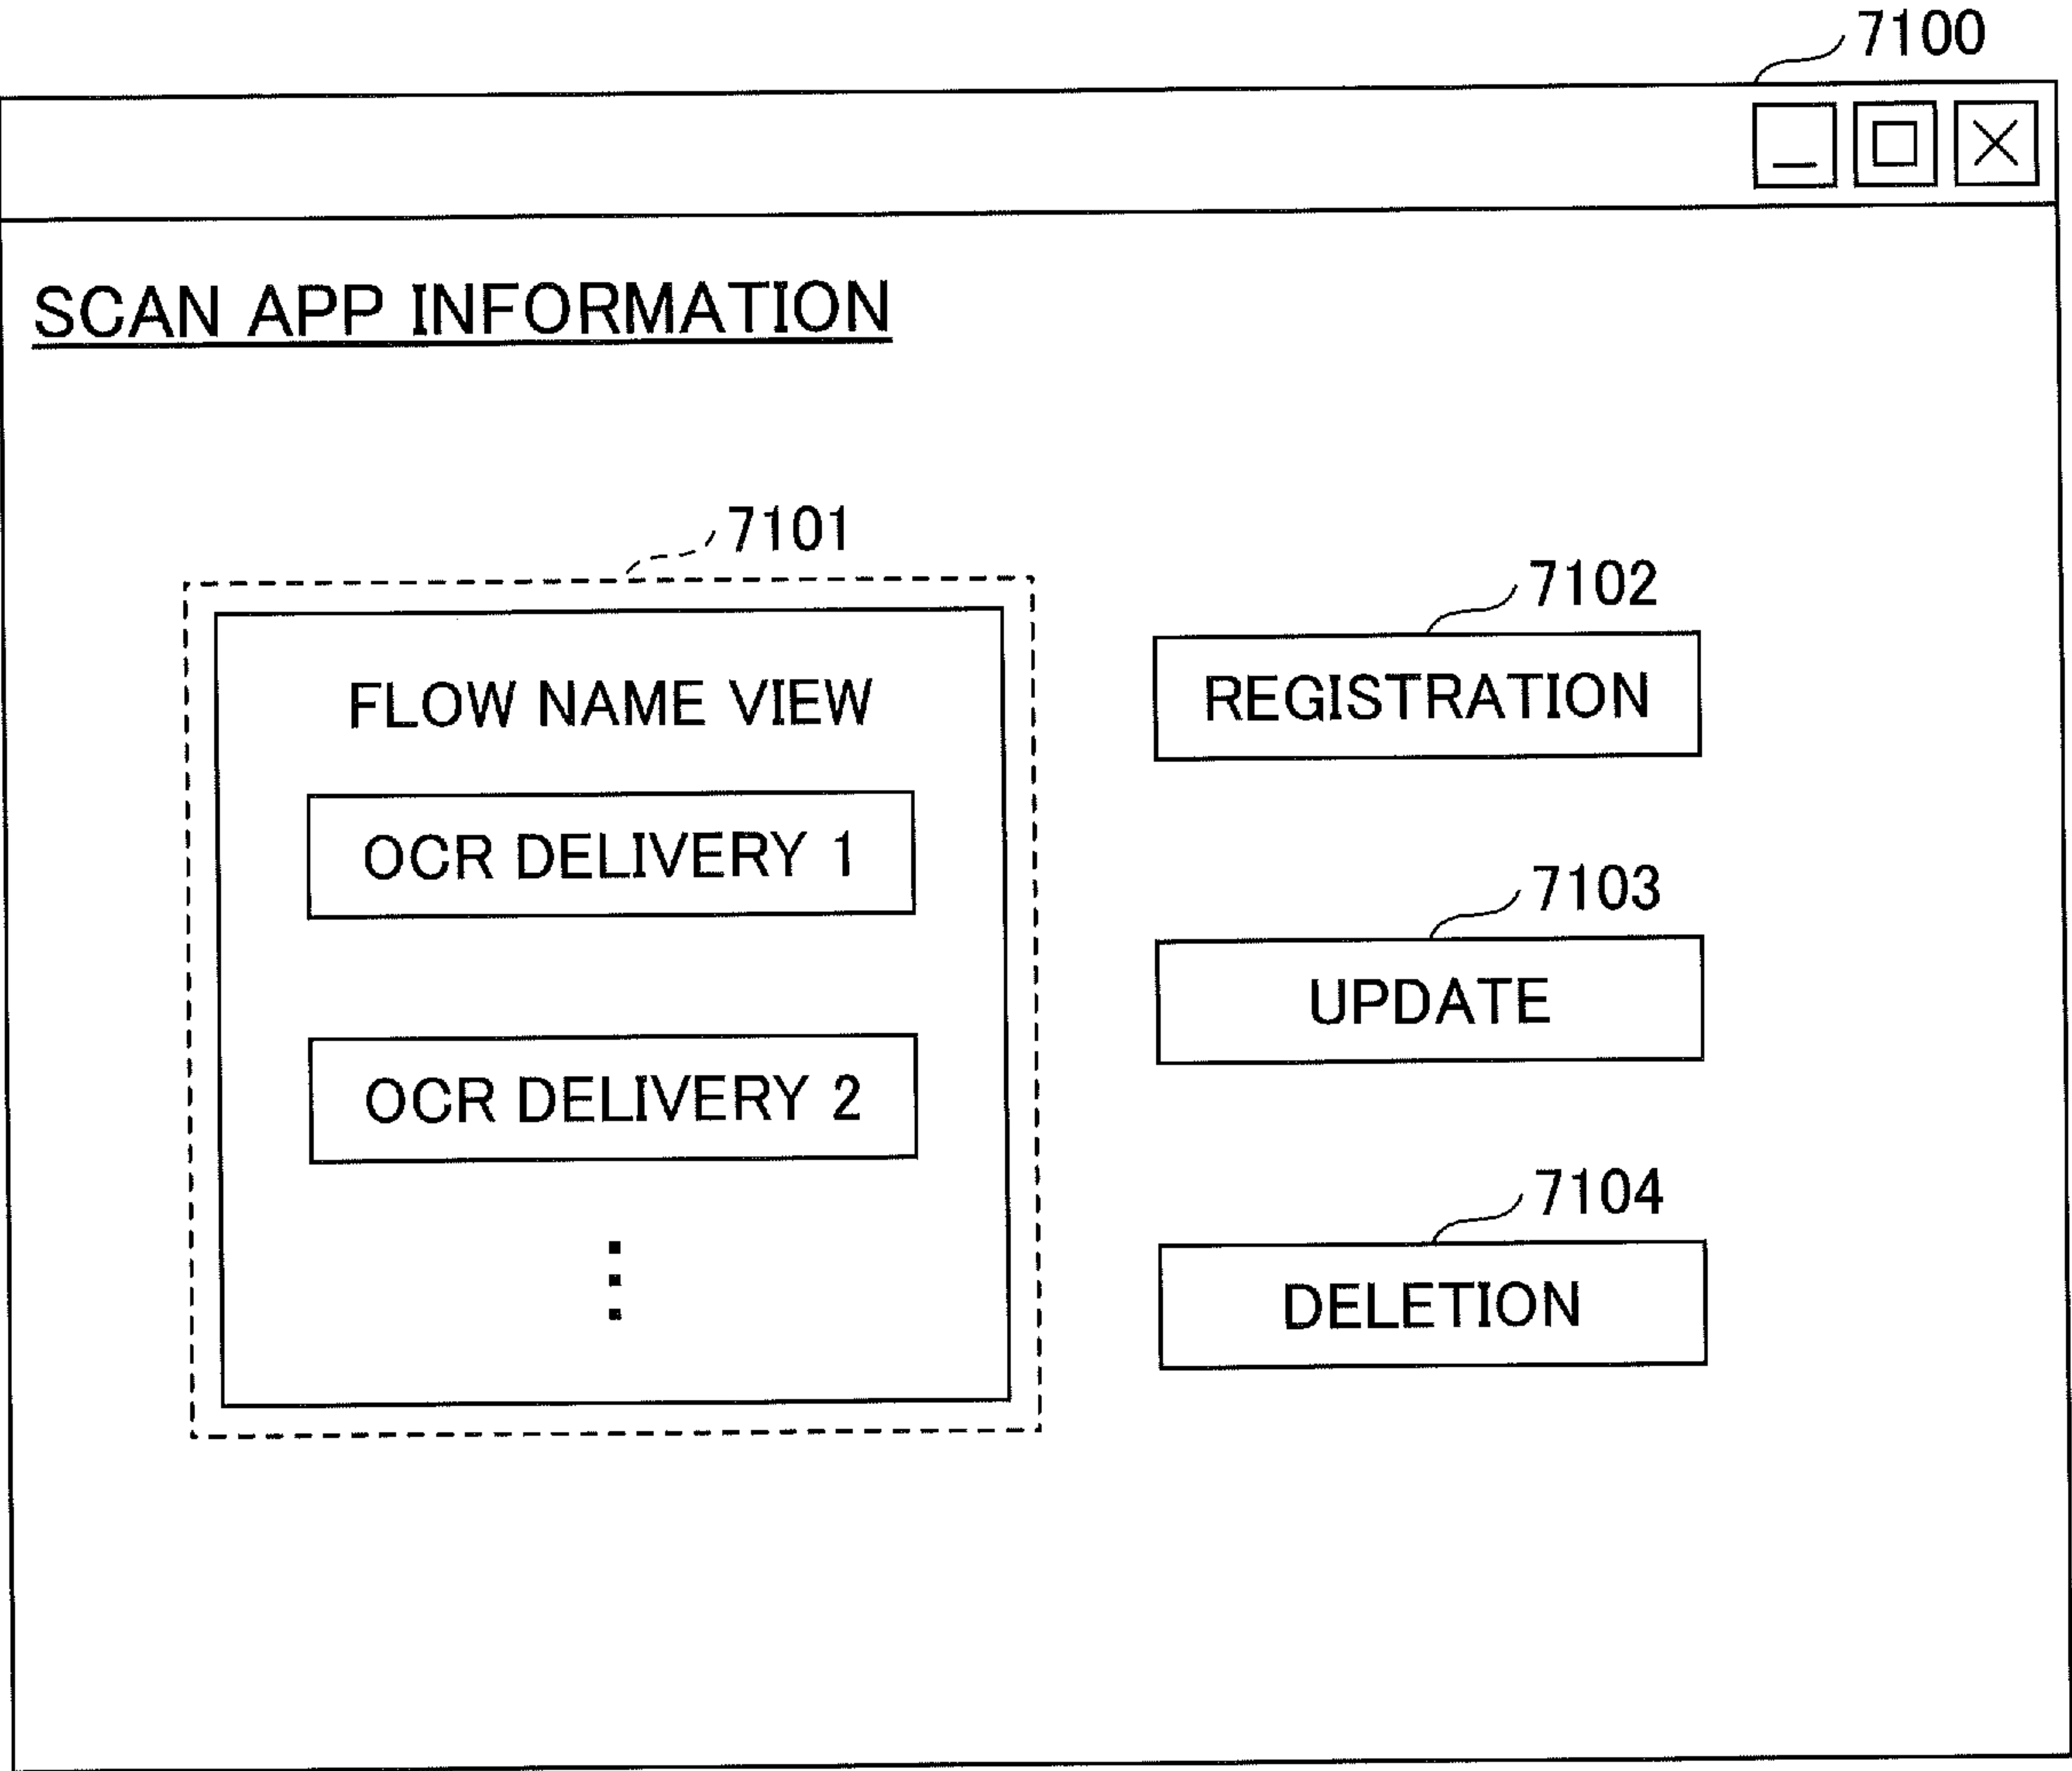 7100
SCAN APP INFORMATION
7101
FLOW NAME VIEW
OCR DELIVERY 1
OCR DELIVERY 2
7102
REGISTRATION
7103
UPDATE
7104
DELETION